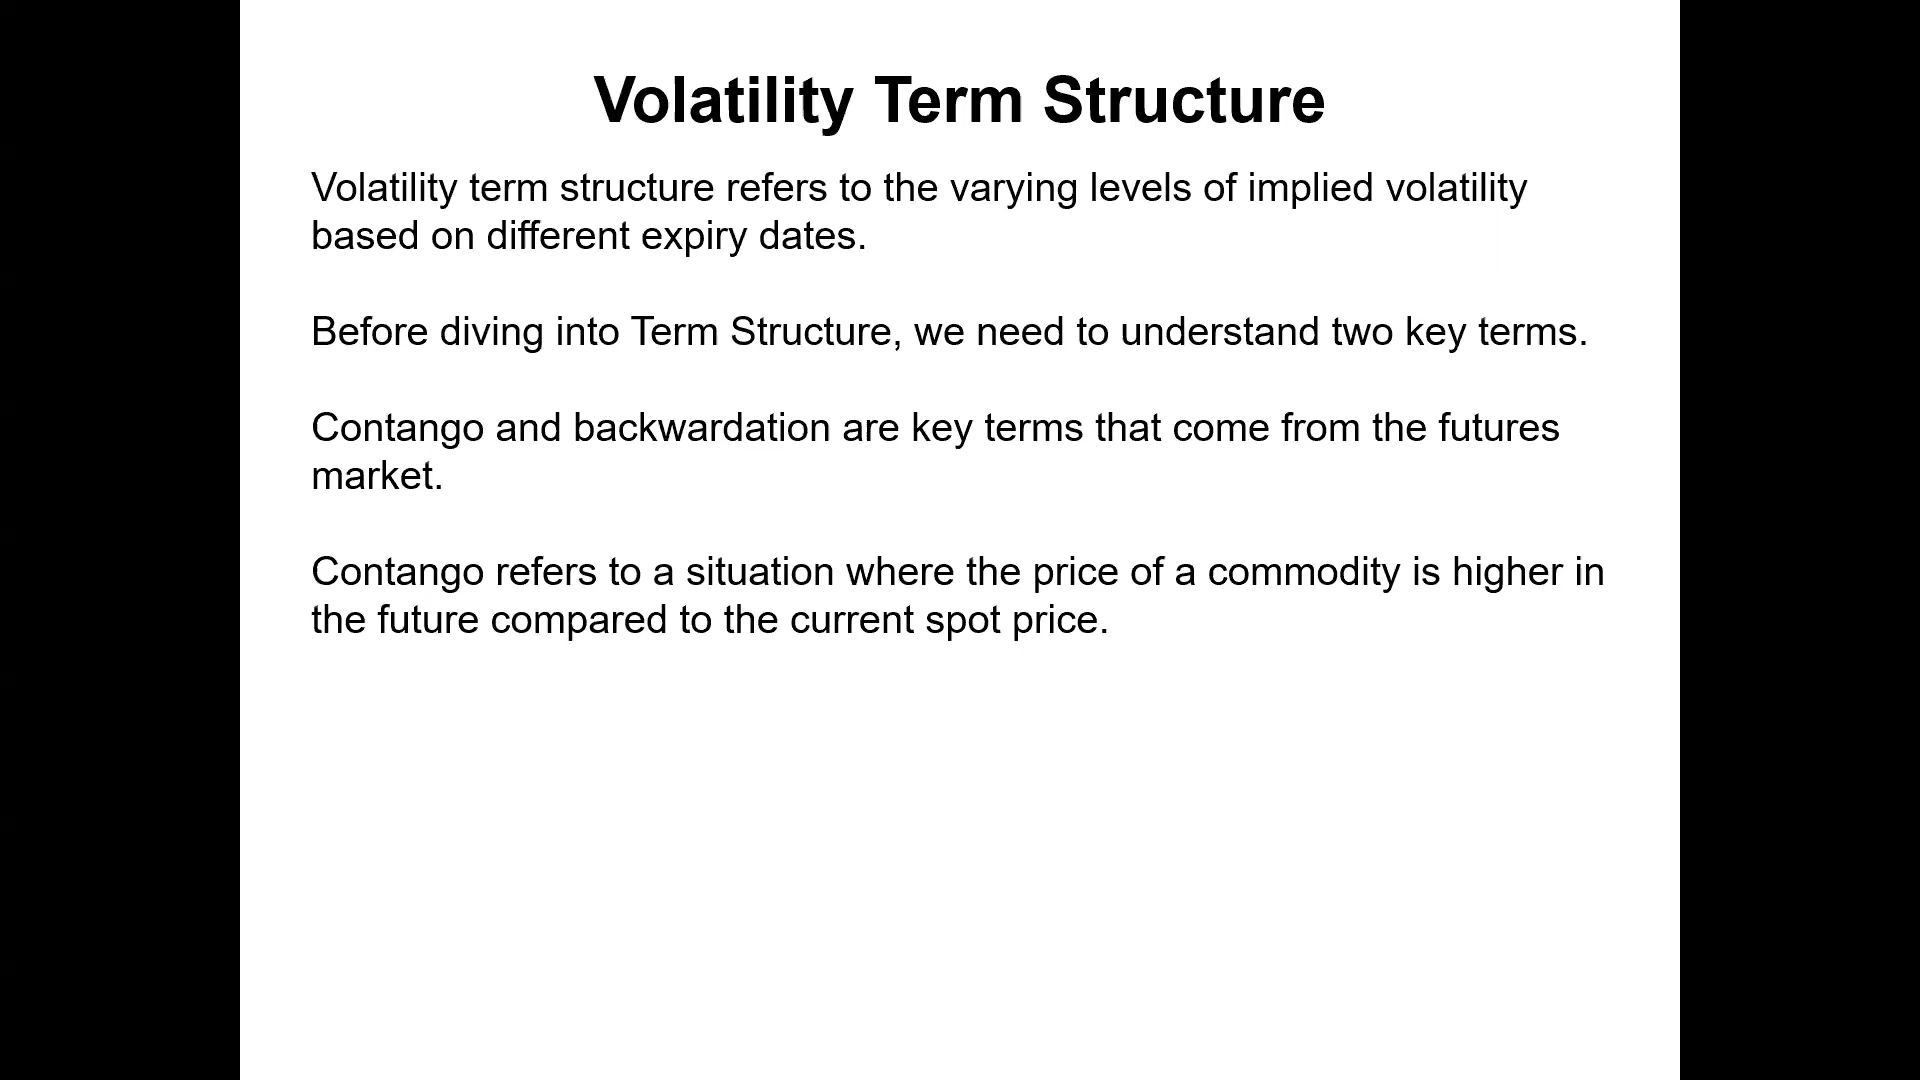 Volatility Term Structure
Volatility term structure refers to the varying levels of implied volatility
based on different expiry dates.
Before diving into Term Structure, we need to understand two key terms.
Contango and backwardation are key terms that come from the futures
market.
Contango refers to a situation where the price of a commodity is higher in
the future compared to the current spot price.